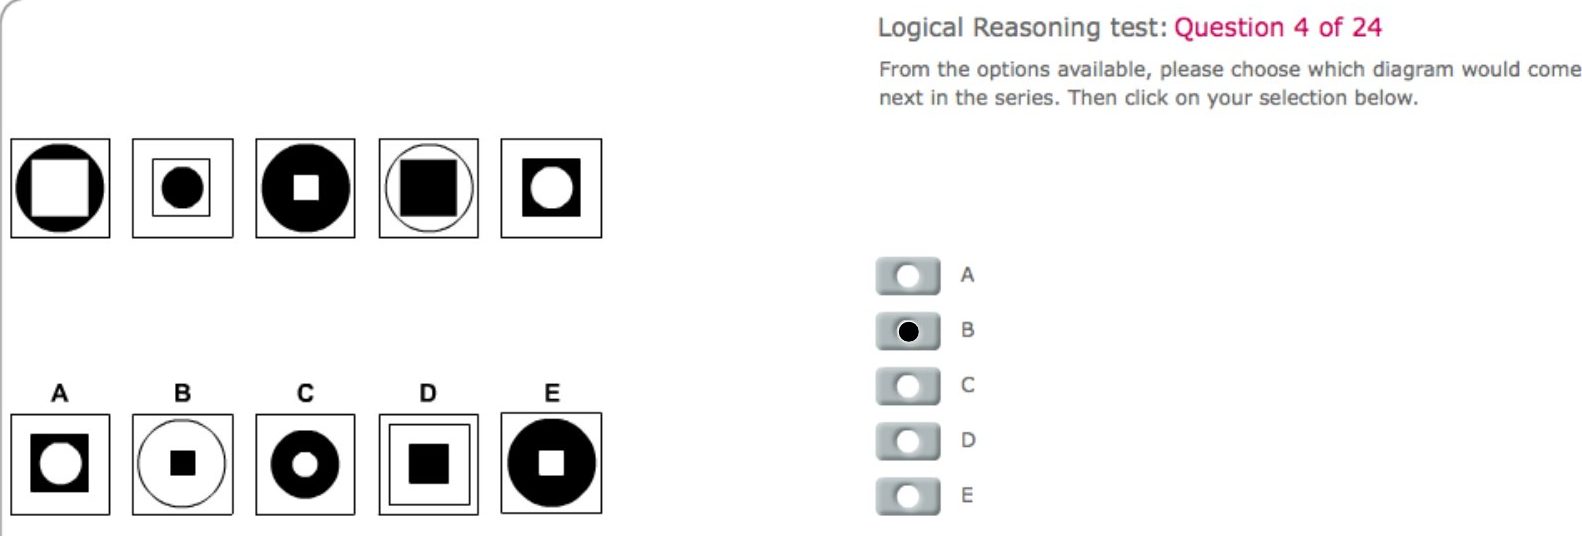 Logical Reasoning test: Question 4 of 24
From the options available, please choose which diagram would come
next in the series. Then click on your selection below.
A B C D E
A
B
C
D
E